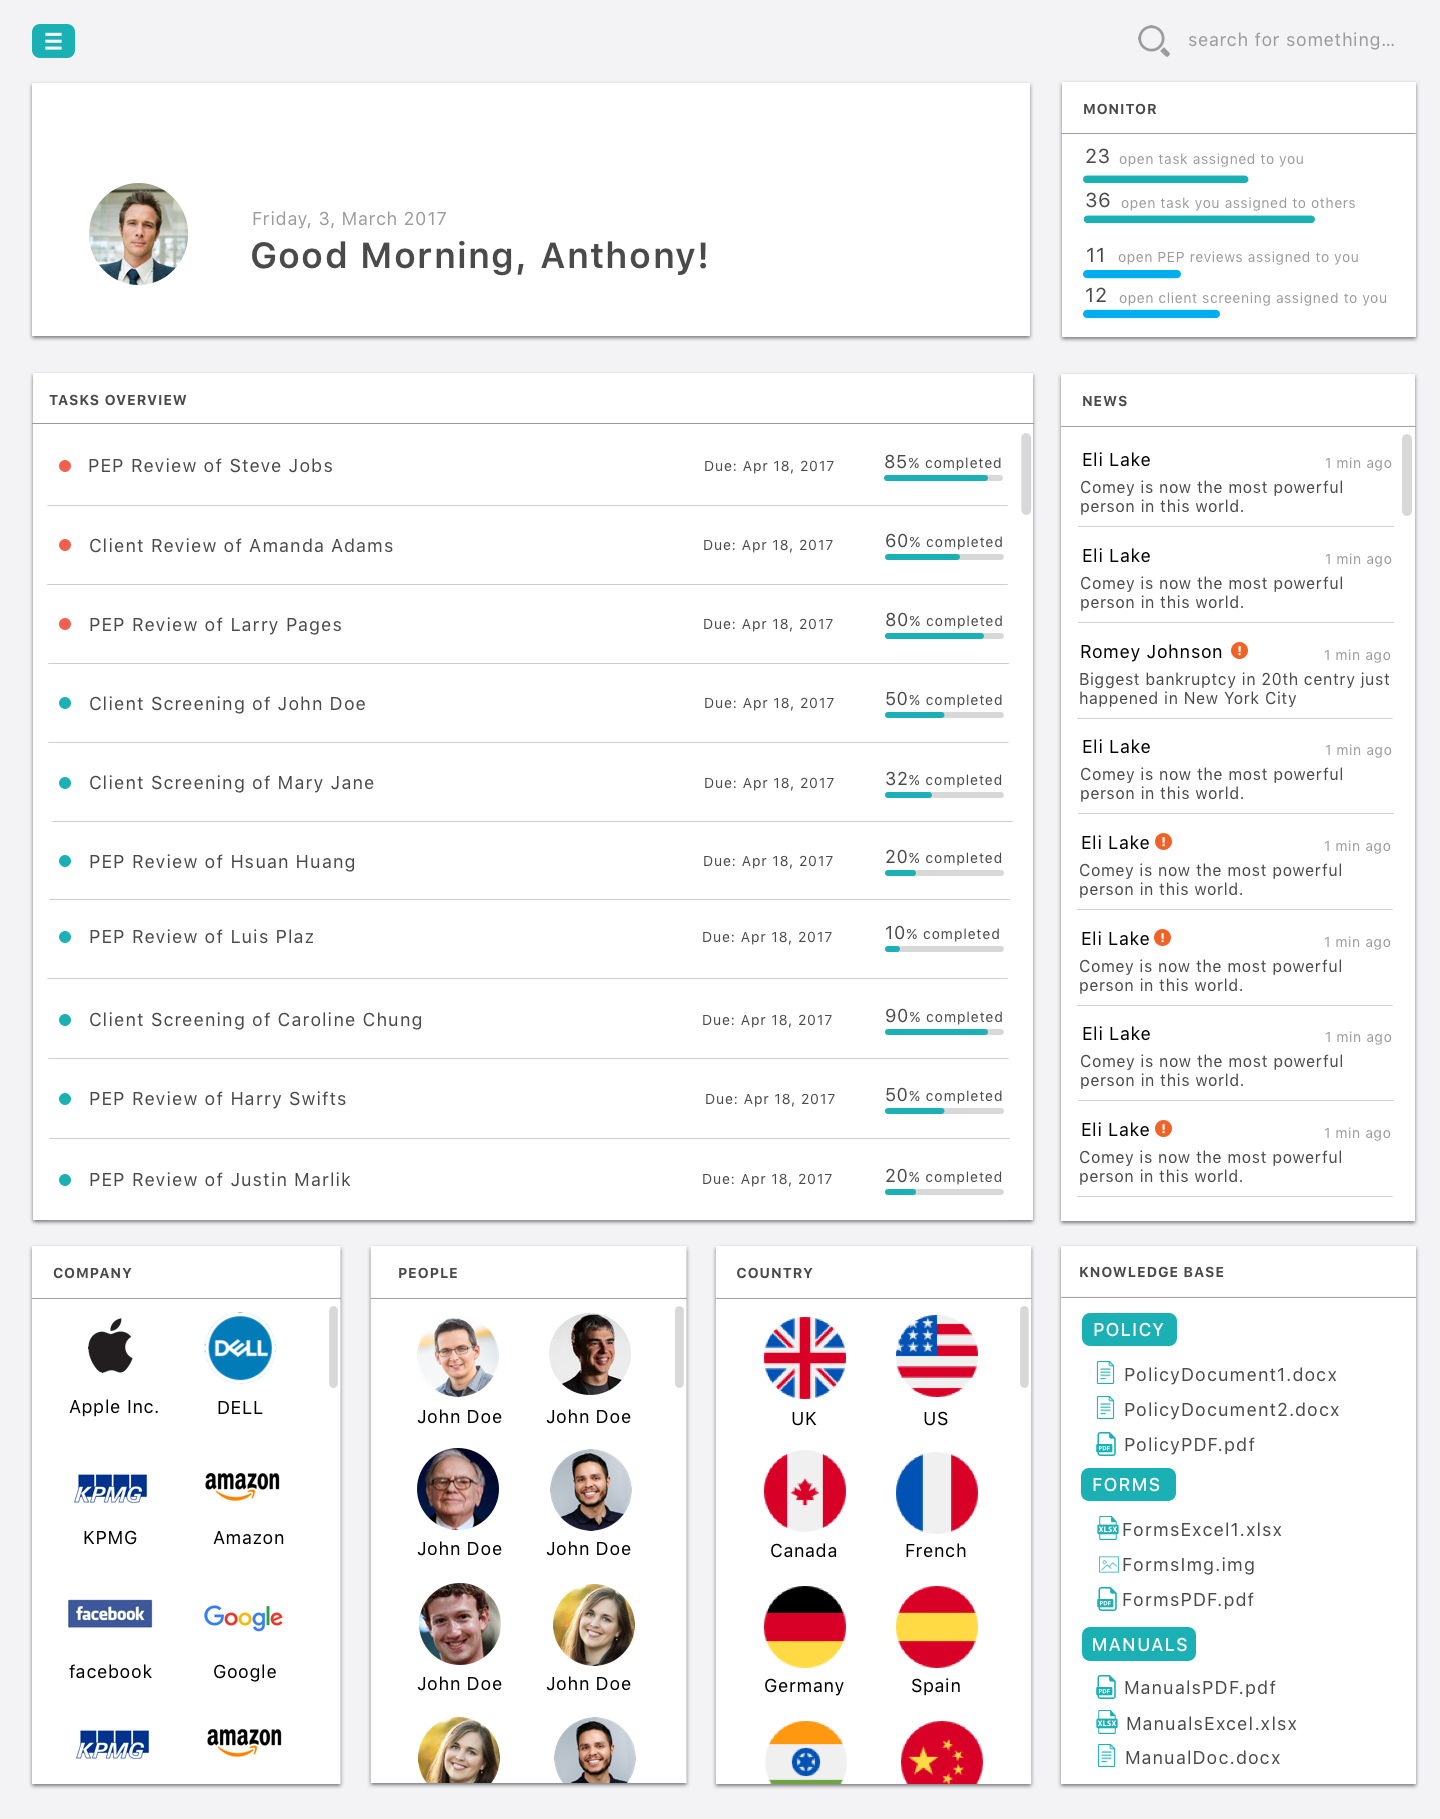 search for something...
Friday, 3, March 2017
Good Morning, Anthony!
MONITOR
23 open task assigned to you
36 open task you assigned to others
11 open PEP reviews assigned to you
12 open client screening assigned to you
TASKS OVERVIEW
PEP Review of Steve Jobs Due: Apr 18, 2017 85% completed
Client Review of Amanda Adams Due: Apr 18, 2017 60% completed
PEP Review of Larry Pages Due: Apr 18, 2017 80% completed
Client Screening of John Doe Due: Apr 18, 2017 50% completed
Client Screening of Mary Jane Due: Apr 18, 2017 32% completed
PEP Review of Hsuan Huang Due: Apr 18, 2017 20% completed
PEP Review of Luis Plaz Due: Apr 18, 2017 10% completed
Client Screening of Caroline Chung Due: Apr 18, 2017 90% completed
PEP Review of Harry Swifts Due: Apr 18, 2017 50% completed
PEP Review of Justin Marlik Due: Apr 18, 2017 20% completed
NEWS
Eli Lake 1 min ago
Comey is now the most powerful
person in this world.
Eli Lake 1 min ago
Comey is now the most powerful
person in this world.
Romey Johnson ! 1 min ago
Biggest bankruptcy in 20th centry just
happened in New York City
Eli Lake 1 min ago
Comey is now the most powerful
person in this world.
Eli Lake ! 1 min ago
Comey is now the most powerful
person in this world.
Eli Lake ! 1 min ago
Comey is now the most powerful
person in this world.
Eli Lake 1 min ago
Comey is now the most powerful
person in this world.
Eli Lake ! 1 min ago
Comey is now the most powerful
person in this world.
COMPANY
DELL
Apple Inc. DELL
KPMG amazon
KPMG Amazon
facebook Google
facebook Google
KPMG amazon
PEOPLE
John Doe John Doe
John Doe John Doe
John Doe John Doe
COUNTRY
UK US
Canada French
Germany Spain
KNOWLEDGE BASE
POLICY
PolicyDocument1.docx
PolicyDocument2.docx
PDF PolicyPDF.pdf
FORMS
XLSX FormsExcel1.xlsx
FormsImg.img
PDF FormsPDF.pdf
MANUALS
PDF ManualsPDF.pdf
XLSX ManualsExcel.xlsx
ManualDoc.docx